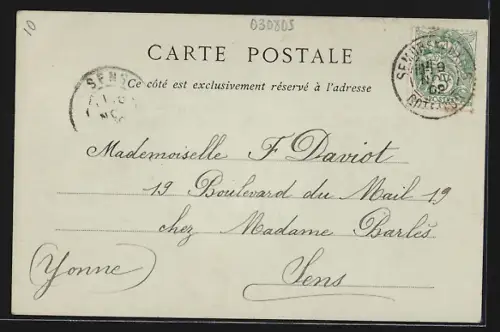 10
030805
CARTE POSTALE
Ce côté est exclusivement réservé à l'adresse
Mademoiselle F Daviot
19 Boulevard du Mail 19
chez Madame Barlès
(Yonne)
Sens